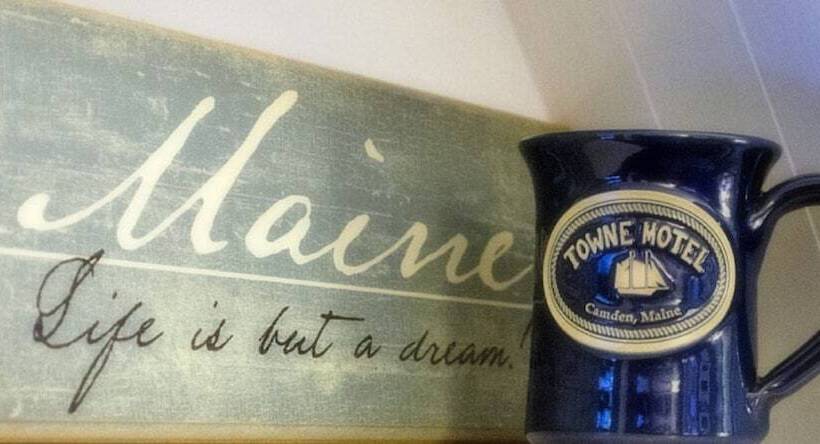 Maine
Life is but a dream.
TOWNE MOTEL
Camden, Maine